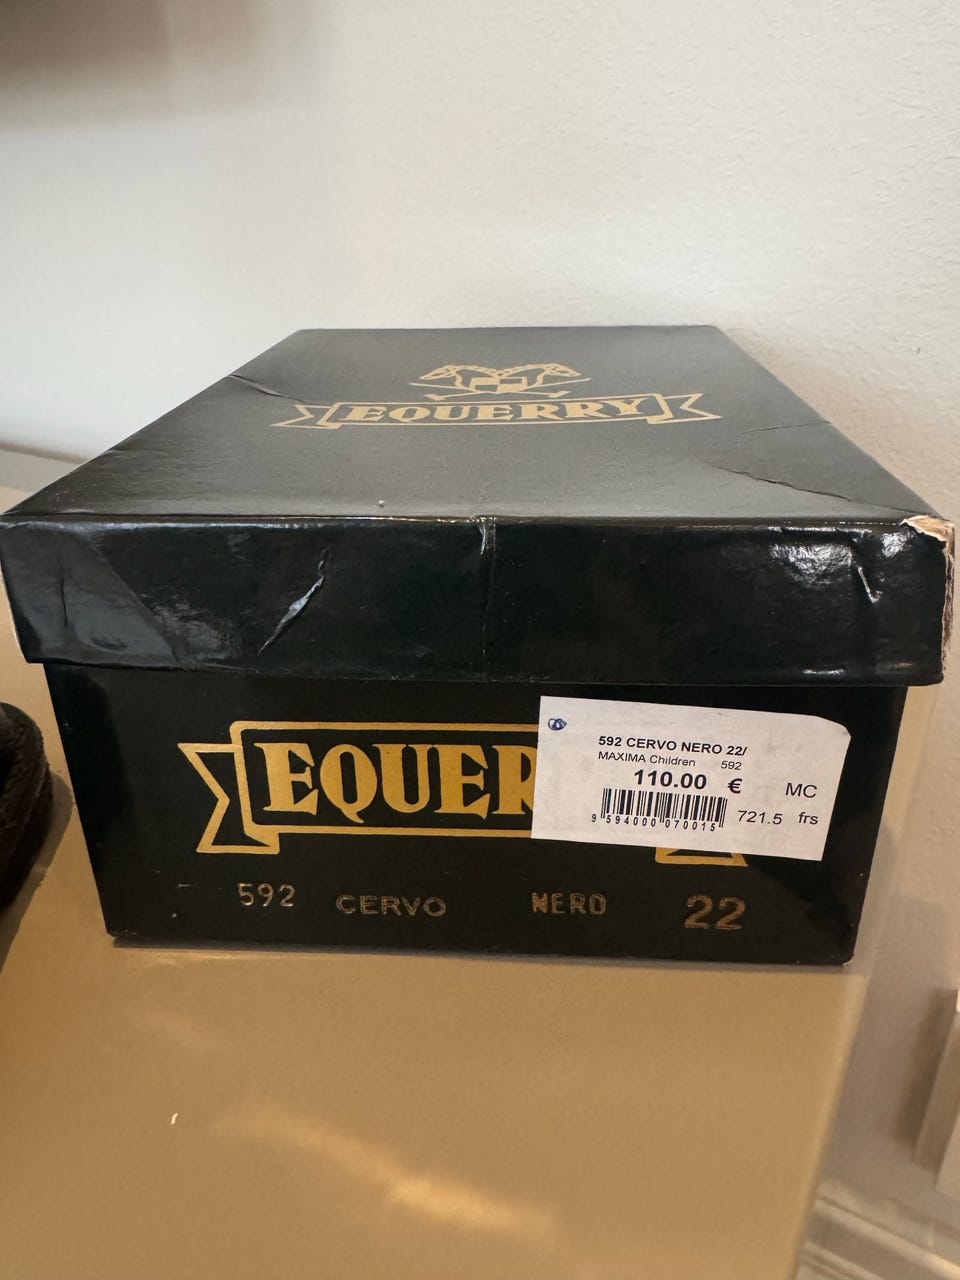 EQUERRY
EQUER
592 CERVO NERO 22/
MAXIMA Children 592
110.00 € MC
9 594000 070015 721.5 frs
592 CERVO NERO 22